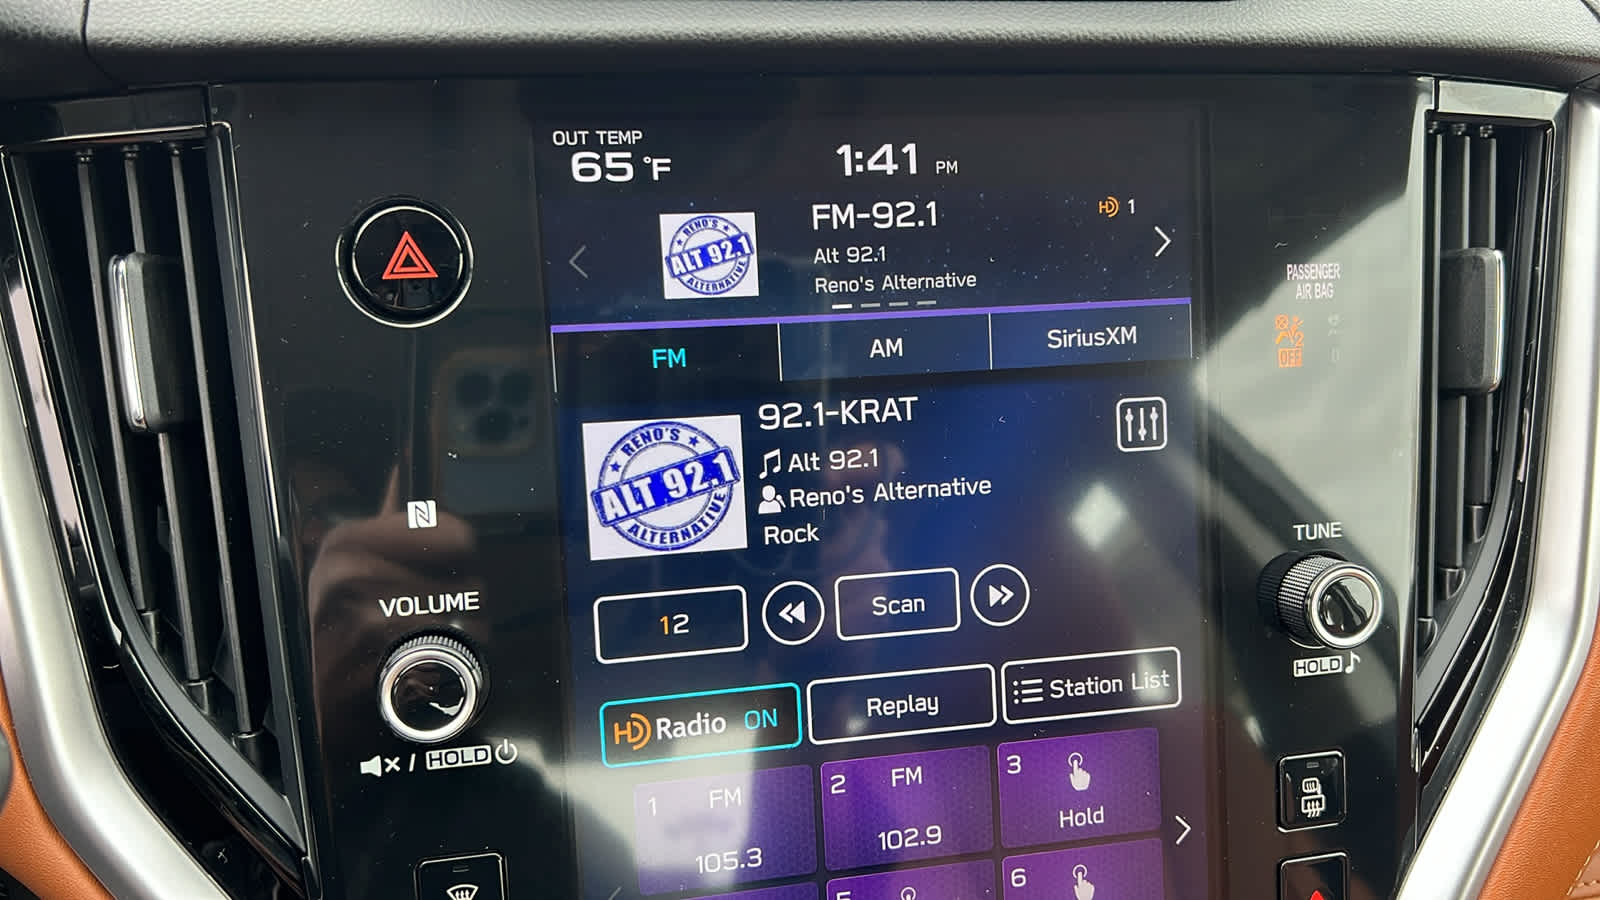 OUT TEMP
65 °F
1:41 PM
RENO'S
ALT 92.1
ALTERNATIVE
FM-92.1
HD 1
Alt 92.1
Reno's Alternative
PASSENGER
AIR BAG
2
OFF
FM
AM
SiriusXM
RENO'S
ALT 92.1
ALTERNATIVE
92.1-KRAT
Alt 92.1
Reno's Alternative
Rock
N
VOLUME
TUNE
12
Scan
HOLD
HD Radio ON
Replay
Station List
× / HOLD
1 FM
105.3
2 FM
102.9
3
Hold
5
6